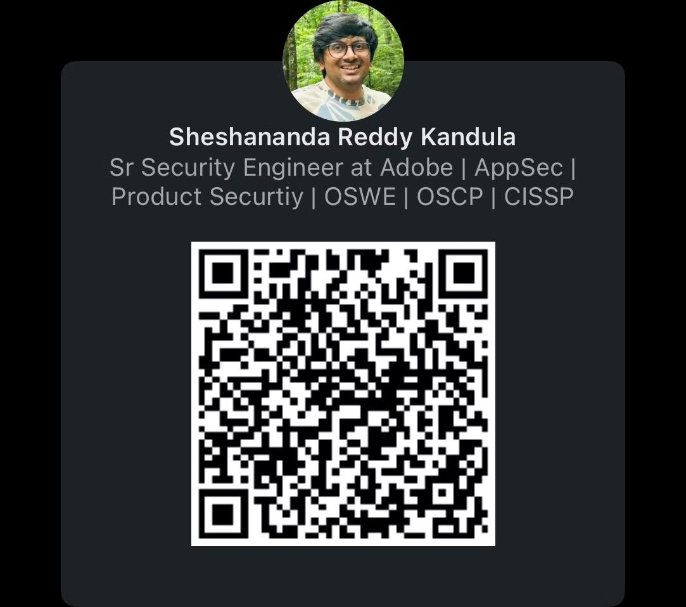 Sheshananda Reddy Kandula
Sr Security Engineer at Adobe | AppSec |
Product Securtiy | OSWE | OSCP | CISSP